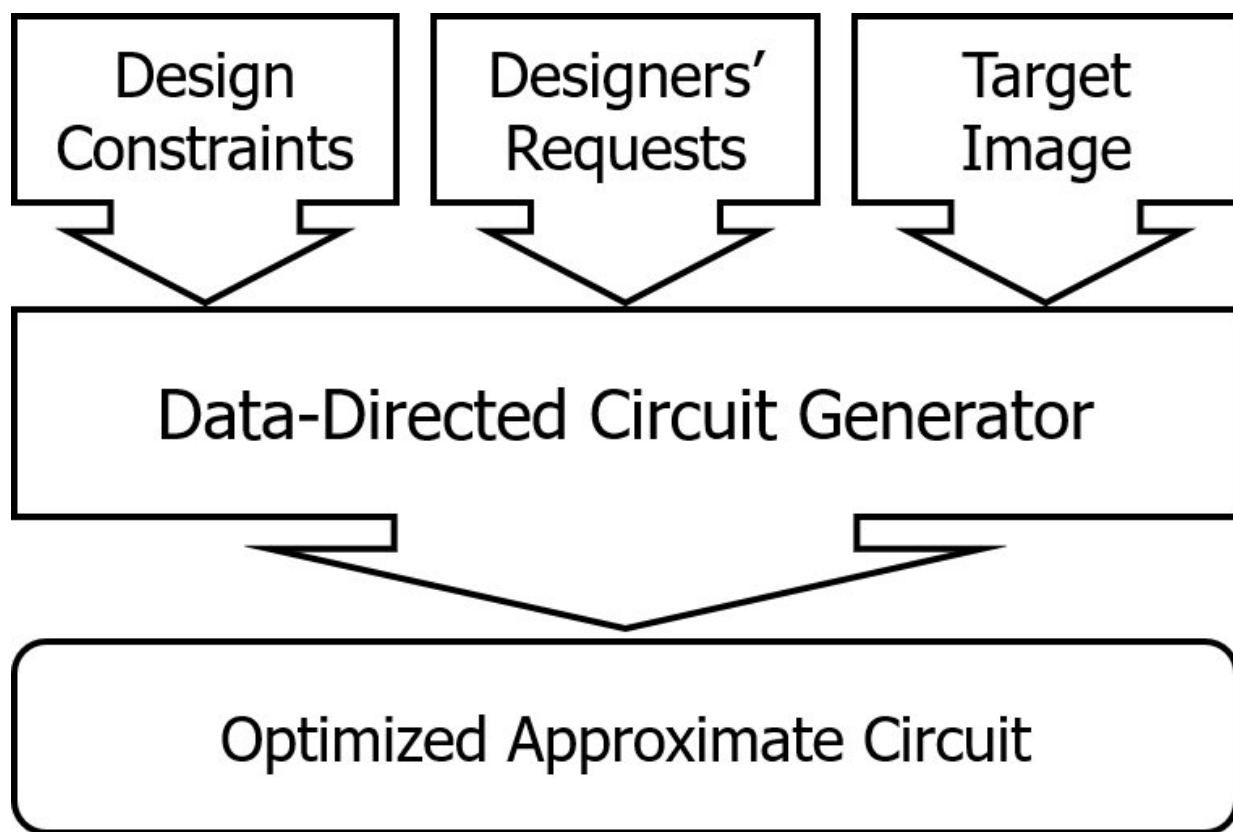 Design
Constraints
Designers’
Requests
Target
Image
Data-Directed Circuit Generator
Optimized Approximate Circuit